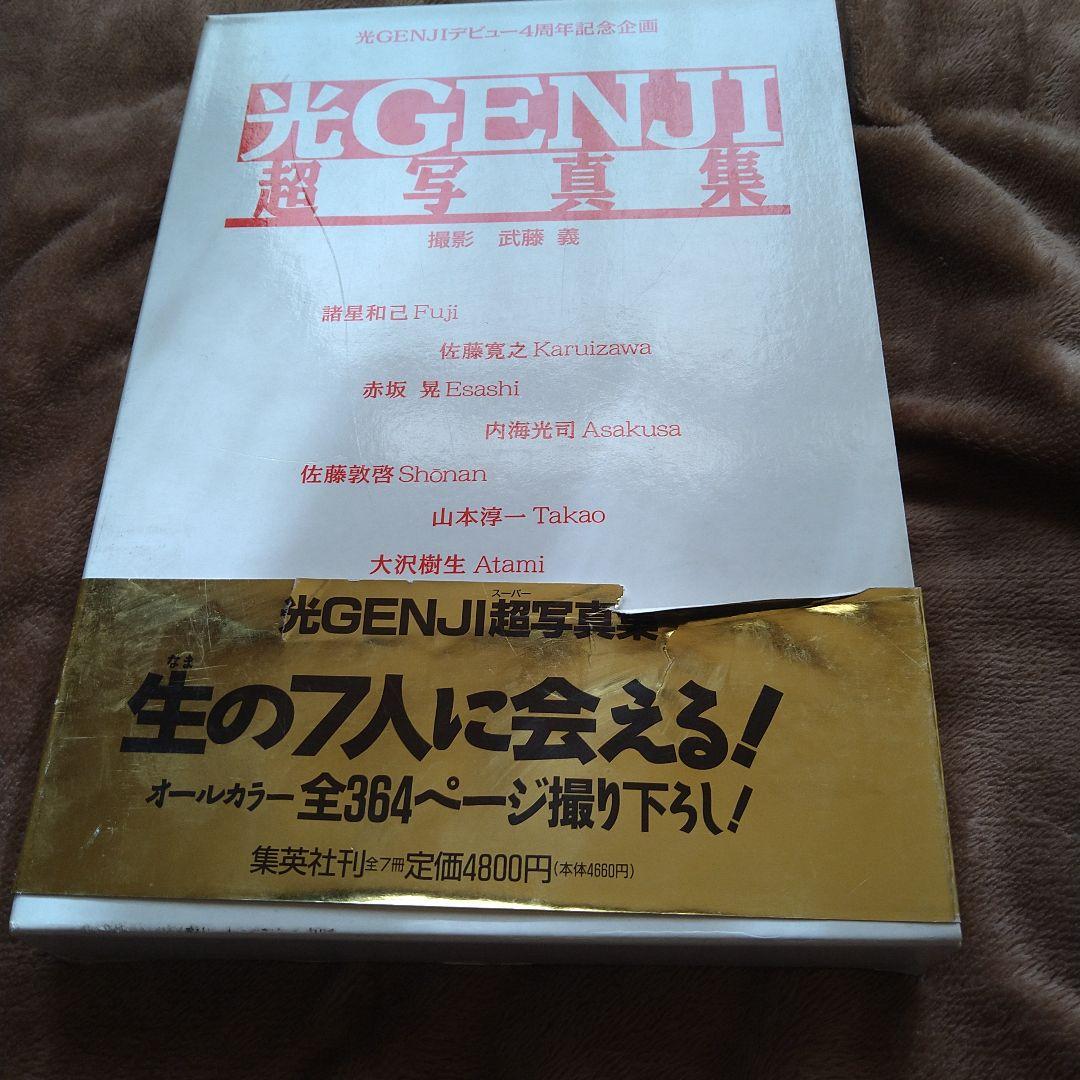 光GENJIデビュー4周年記念企画
光GENJI
超写真集
撮影 武藤 義
諸星和己 Fuji
佐藤寛之 Karuizawa
赤坂 晃 Esashi
内海光司 Asakusa
佐藤敦啓 Shōnan
山本淳一 Takao
大沢樹生 Atami
スーパー
光GENJI超写真集
なま
生の7人に会える!
オールカラー全364ページ撮り下ろし!
集英社刊 全7冊 定価4800円(本体4660円)